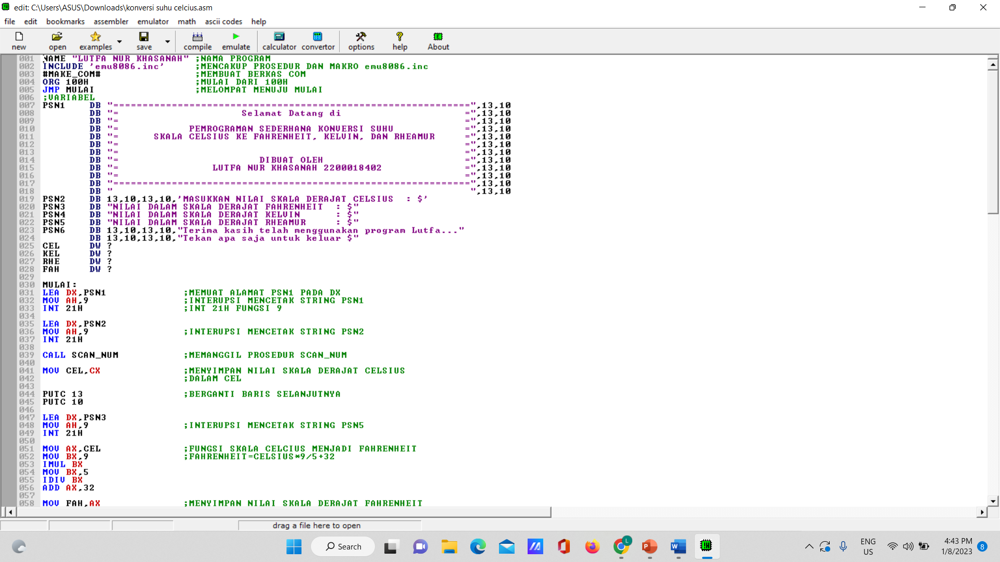 edit: C:\Users\ASUS\Downloads\konversi suhu celcius.asm
file edit bookmarks assembler emulator math ascii codes help
new open examples save compile emulate calculator convertor options help About
001 NAME "LUTFA NUR KHASANAH" ;NAMA PROGRAM
002 INCLUDE 'emu8086.inc' ;MENCAKUP PROSEDUR DAN MAKRO emu8086.inc
003 #MAKE_COM# ;MEMBUAT BERKAS COM
004 ORG 100H ;MULAI DARI 100H
005 JMP MULAI ;MELOMPAT MENUJU MULAI
006 ;VARIABEL
007 PSN1 DB "=============================================================",13,10
008 DB "= Selamat Datang di =",13,10
009 DB "= =",13,10
010 DB "= PEMROGRAMAN SEDERHANA KONVERSI SUHU =",13,10
011 DB "= SKALA CELSIUS KE FAHRENHEIT, KELVIN, DAN RHEAMUR =",13,10
012 DB "= =",13,10
013 DB "= =",13,10
014 DB "= DIBUAT OLEH =",13,10
015 DB "= LUTFA NUR KHASANAH 2200018402 =",13,10
016 DB "= =",13,10
017 DB "=============================================================",13,10
018 DB " ",13,10
019 PSN2 DB 13,10,13,10,'MASUKKAN NILAI SKALA DERAJAT CELSIUS : $'
020 PSN3 DB "NILAI DALAM SKALA DERAJAT FAHRENHEIT : $"
021 PSN4 DB "NILAI DALAM SKALA DERAJAT KELVIN : $"
022 PSN5 DB "NILAI DALAM SKALA DERAJAT RHEAMUR : $"
023 PSN6 DB 13,10,13,10,"Terima kasih telah menggunakan program Lutfa..."
024 DB 13,10,13,10,"Tekan apa saja untuk keluar $"
025 CEL DW ?
026 KEL DW ?
027 RHE DW ?
028 FAH DW ?
029
030 MULAI:
031 LEA DX,PSN1 ;MEMUAT ALAMAT PSN1 PADA DX
032 MOV AH,9 ;INTERUPSI MENCETAK STRING PSN1
033 INT 21H ;INT 21H FUNGSI 9
034
035 LEA DX,PSN2
036 MOV AH,9 ;INTERUPSI MENCETAK STRING PSN2
037 INT 21H
038
039 CALL SCAN_NUM ;MEMANGGIL PROSEDUR SCAN_NUM
040
041 MOV CEL,CX ;MENYIMPAN NILAI SKALA DERAJAT CELSIUS
042 ;DALAM CEL
043
044 PUTC 13 ;BERGANTI BARIS SELANJUTNYA
045 PUTC 10
046
047 LEA DX,PSN3
048 MOV AH,9 ;INTERUPSI MENCETAK STRING PSN5
049 INT 21H
050
051 MOV AX,CEL ;FUNGSI SKALA CELCIUS MENJADI FAHRENHEIT
052 MOV BX,9 ;FAHRENHEIT=CELSIUS*9/5+32
053 IMUL BX
054 MOV BX,5
055 IDIV BX
056 ADD AX,32
057
058 MOV FAH,AX ;MENYIMPAN NILAI SKALA DERAJAT FAHRENHEIT
drag a file here to open
Search
ENG
US
4:43 PM
1/8/2023
8